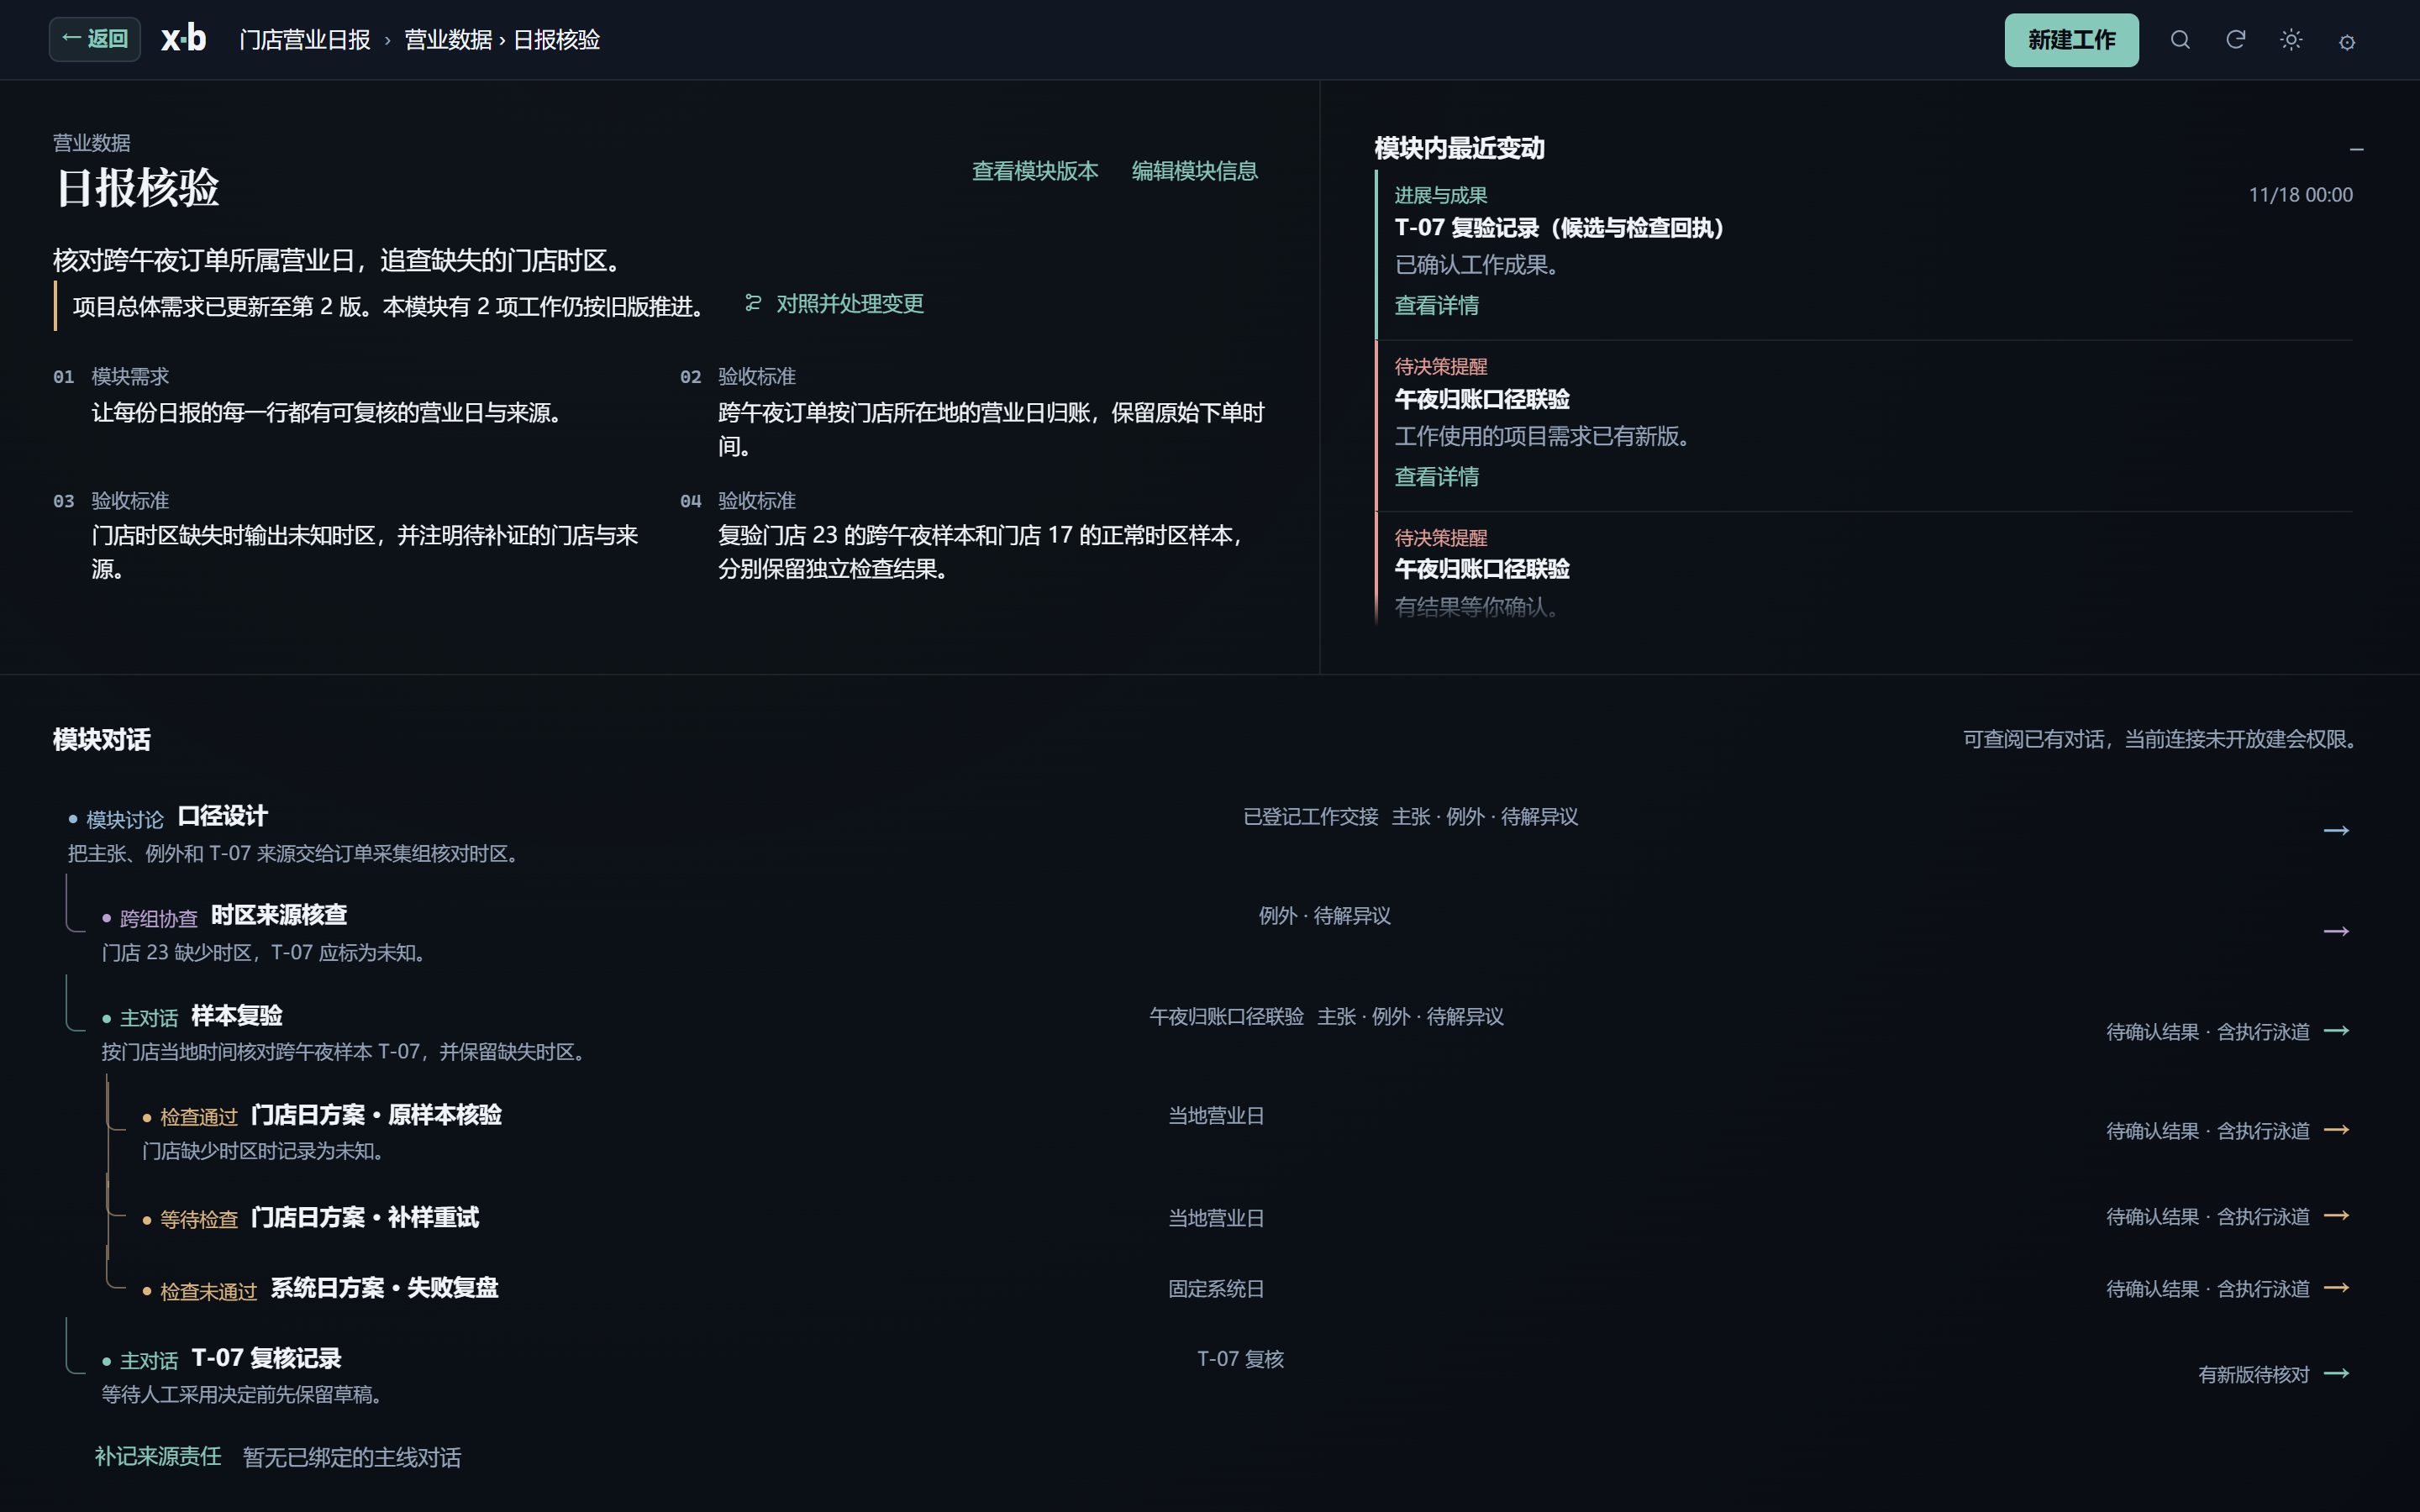 ← 返回
x·b
门店营业日报 › 营业数据 › 日报核验
新建工作
营业数据
日报核验
查看模块版本 编辑模块信息
核对跨午夜订单所属营业日，追查缺失的门店时区。
项目总体需求已更新至第 2 版。本模块有 2 项工作仍按旧版推进。 对照并处理变更
01 模块需求
让每份日报的每一行都有可复核的营业日与来源。
02 验收标准
跨午夜订单按门店所在地的营业日归账，保留原始下单时
间。
03 验收标准
门店时区缺失时输出未知时区，并注明待补证的门店与来
源。
04 验收标准
复验门店 23 的跨午夜样本和门店 17 的正常时区样本，
分别保留独立检查结果。
模块内最近变动
进展与成果 11/18 00:00
T-07 复验记录（候选与检查回执）
已确认工作成果。
查看详情
待决策提醒
午夜归账口径联验
工作使用的项目需求已有新版。
查看详情
待决策提醒
午夜归账口径联验
有结果等你确认。
模块对话
可查阅已有对话，当前连接未开放建会权限。
模块讨论 口径设计 已登记工作交接 主张 · 例外 · 待解异议 →
把主张、例外和 T-07 来源交给订单采集组核对时区。
跨组协查 时区来源核查 例外 · 待解异议 →
门店 23 缺少时区，T-07 应标为未知。
主对话 样本复验 午夜归账口径联验 主张 · 例外 · 待解异议 待确认结果 · 含执行泳道 →
按门店当地时间核对跨午夜样本 T-07，并保留缺失时区。
检查通过 门店日方案 · 原样本核验 当地营业日 待确认结果 · 含执行泳道 →
门店缺少时区时记录为未知。
等待检查 门店日方案 · 补样重试 当地营业日 待确认结果 · 含执行泳道 →
检查未通过 系统日方案 · 失败复盘 固定系统日 待确认结果 · 含执行泳道 →
主对话 T-07 复核记录 T-07 复核 有新版待核对 →
等待人工采用决定前先保留草稿。
补记来源责任 暂无已绑定的主线对话